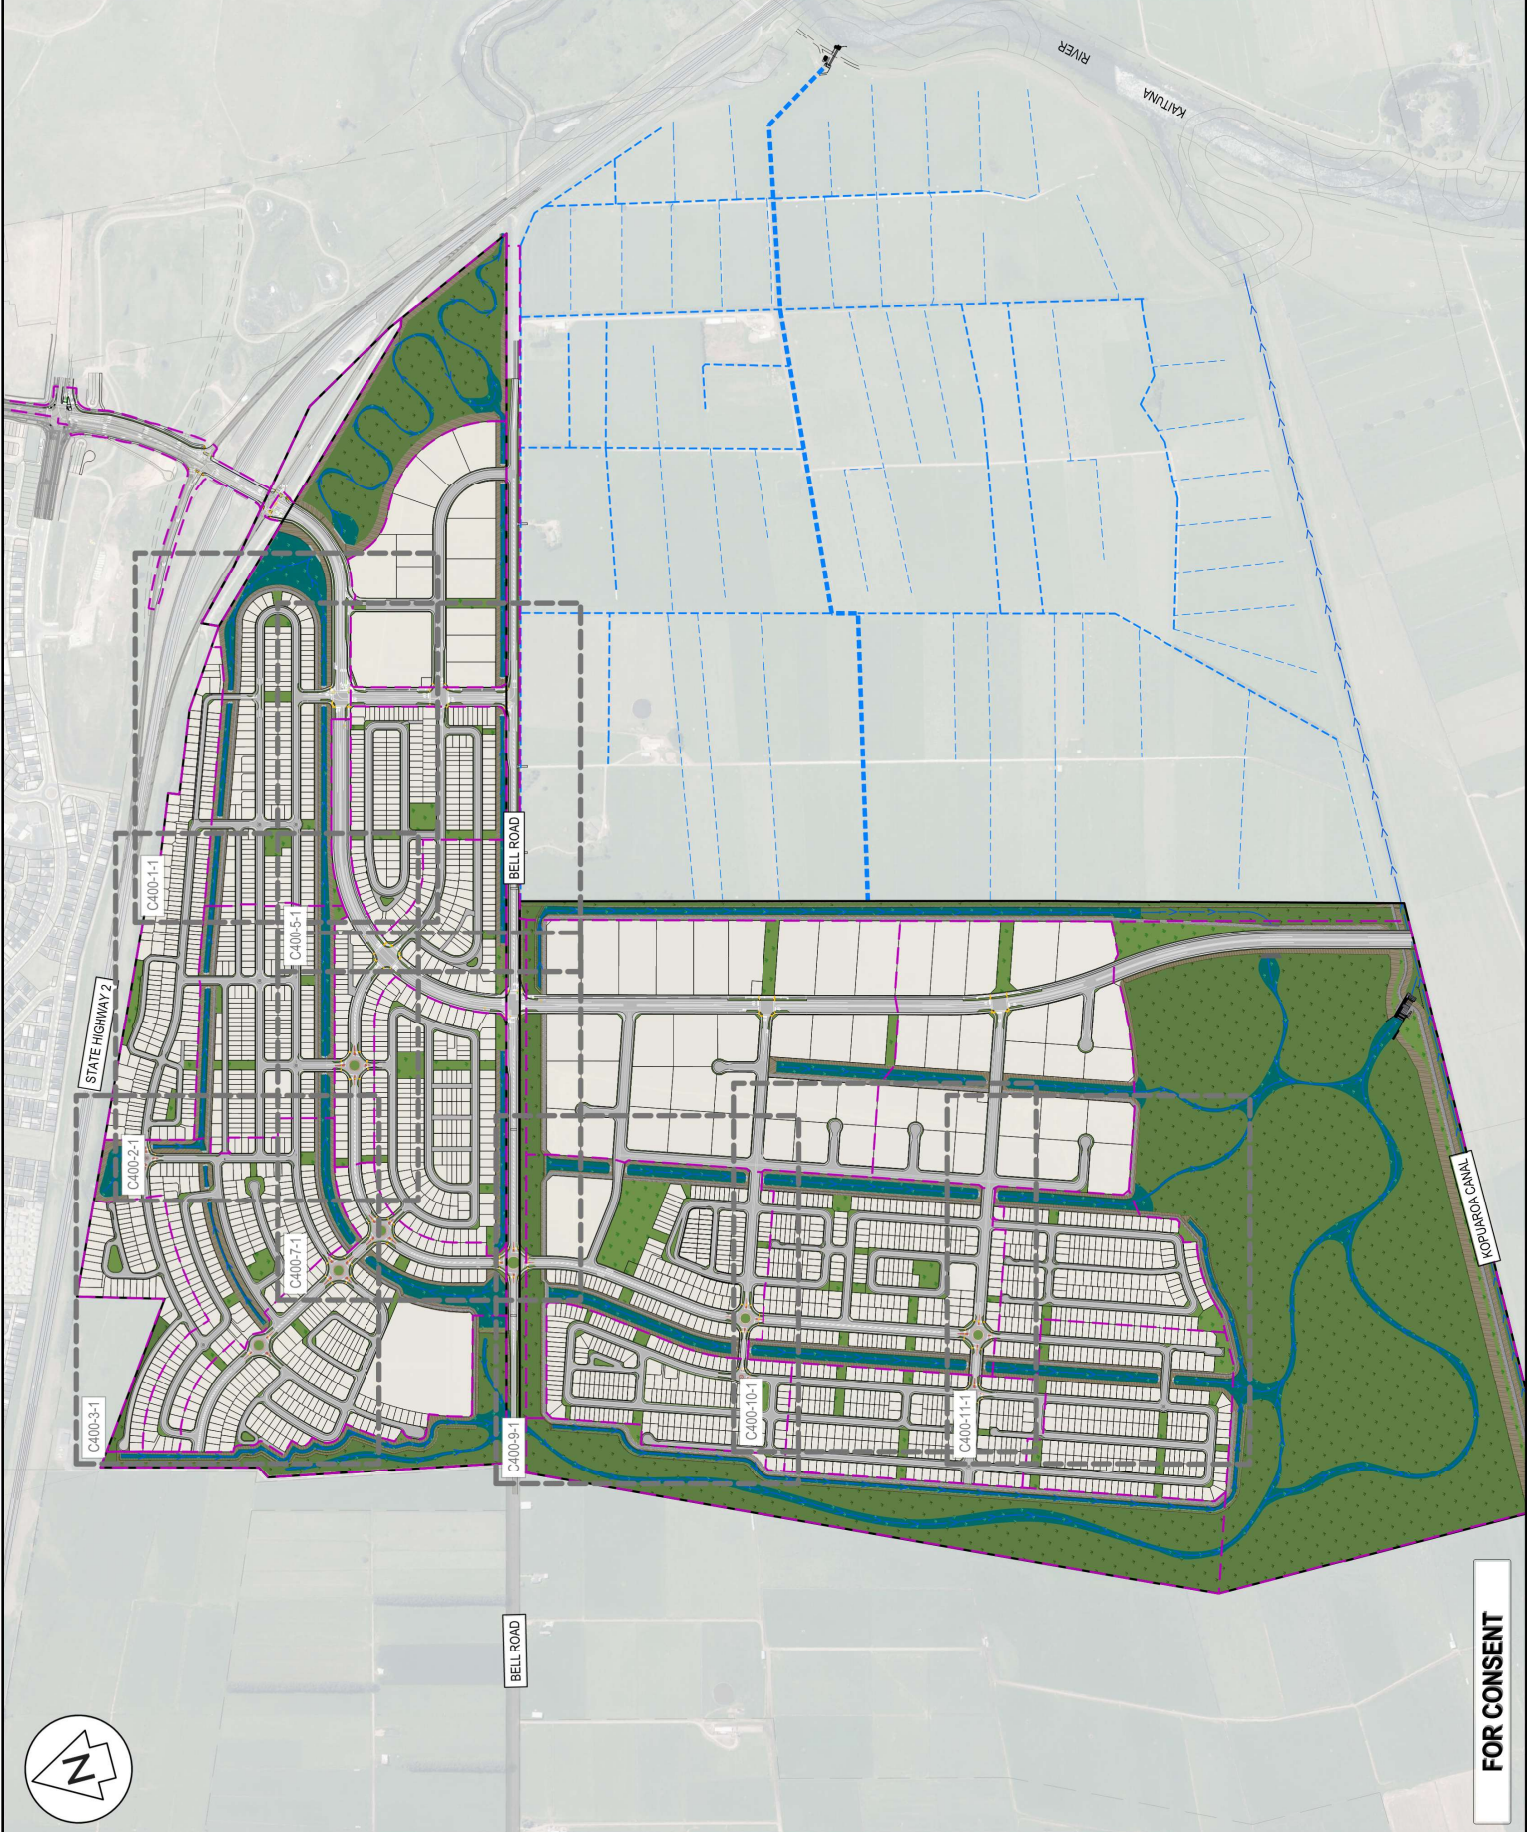 RIVER
KAITUNA
C400-1-1
BELL ROAD
C400-5-1
STATE HIGHWAY 2
C400-2-1
C400-7-1
KOPUAROA CANAL
C400-3-1
C400-10-1
C400-11-1
C400-9-1
BELL ROAD
FOR CONSENT
N